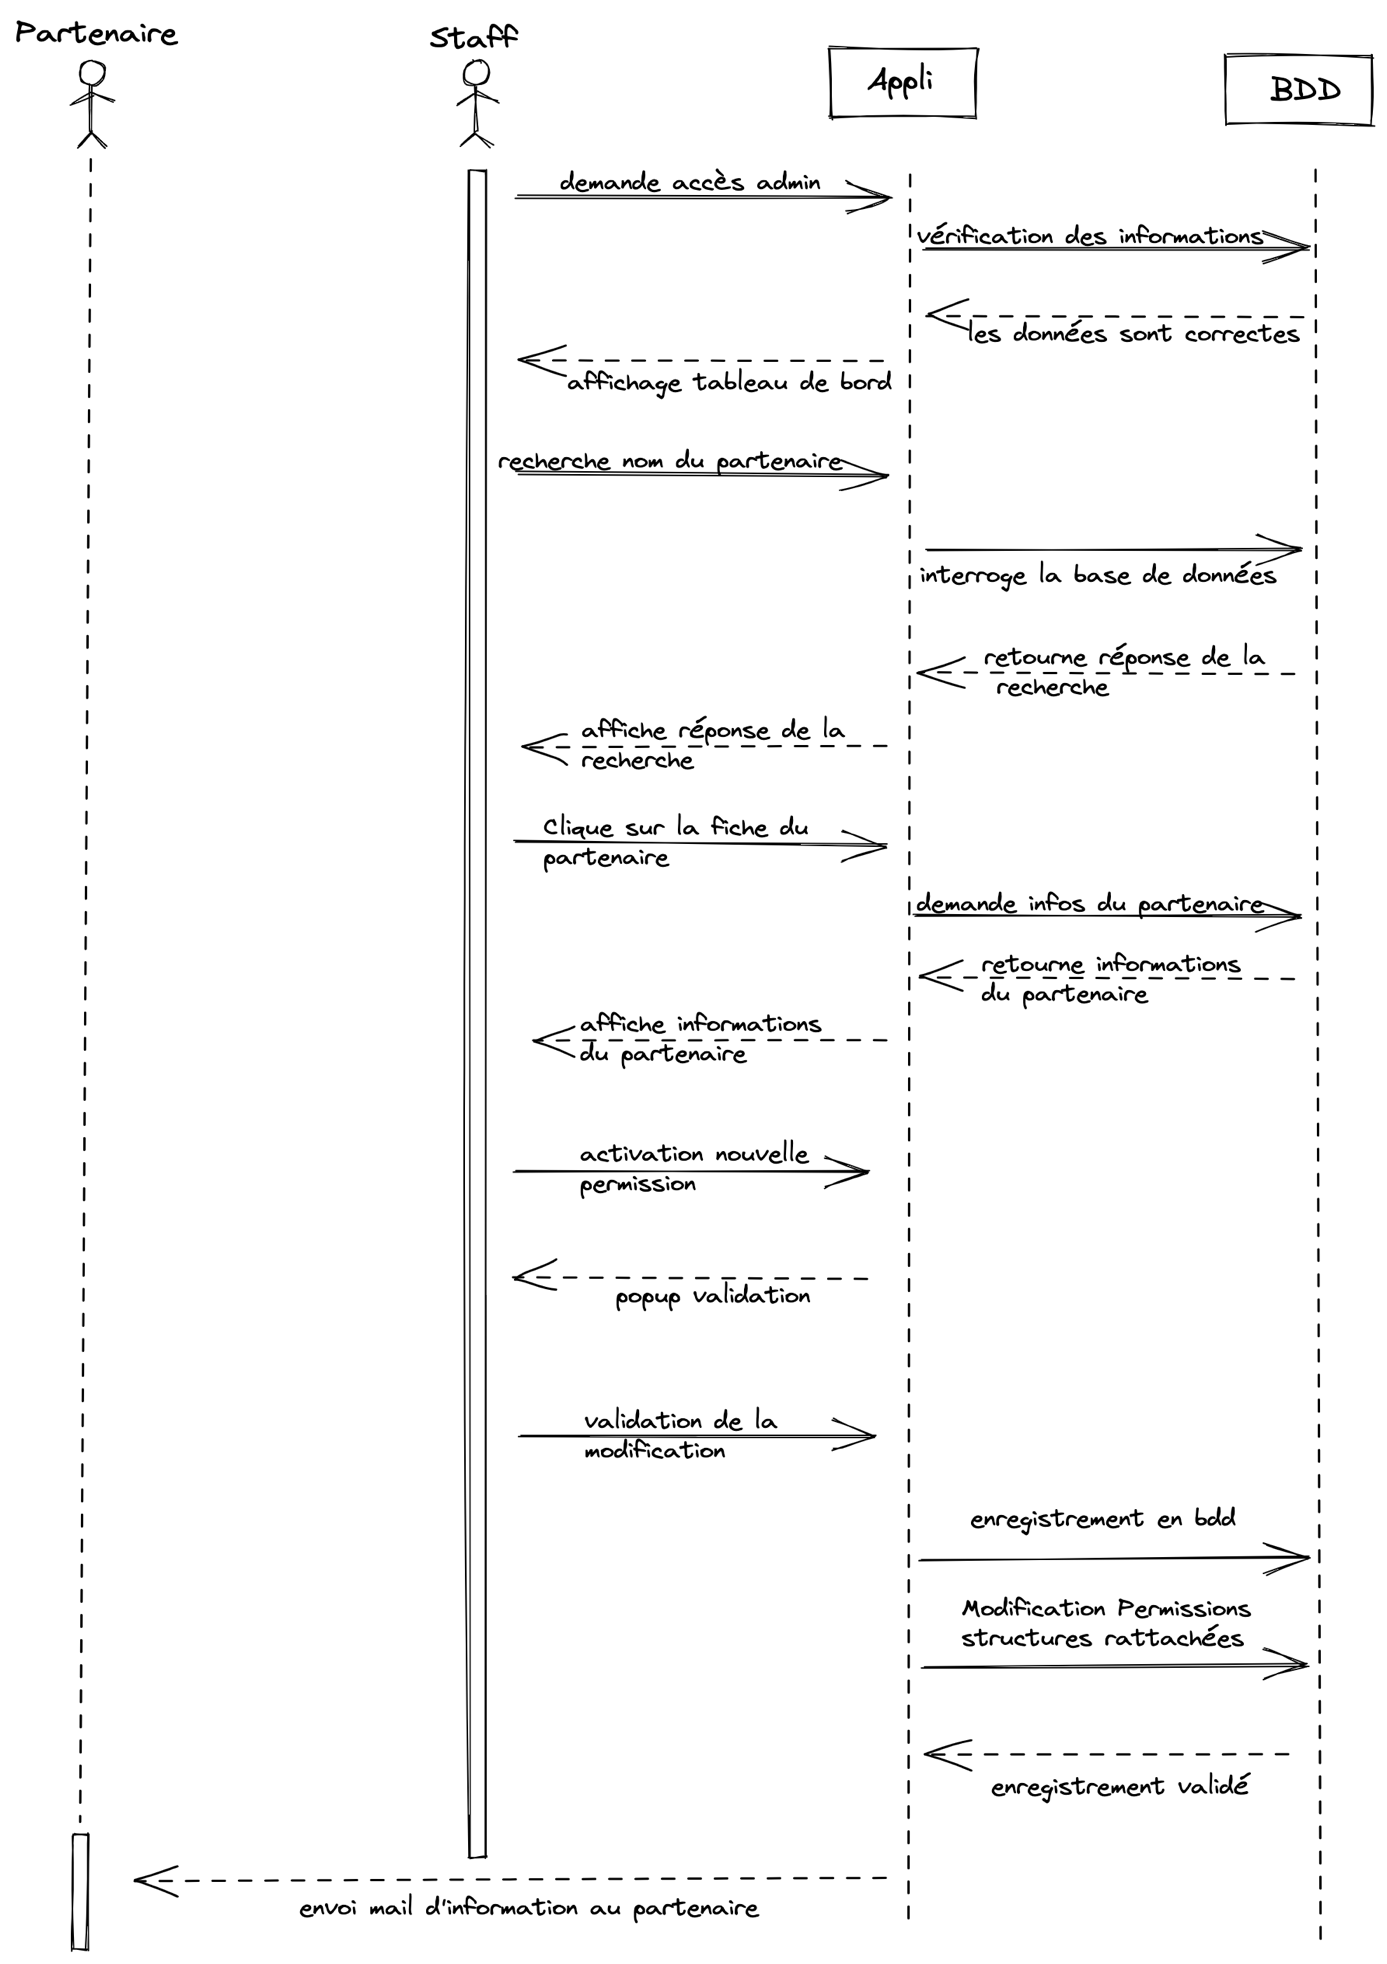 Partenaire
Staff
Appli
BDD
demande accès admin
vérification des informations
les données sont correctes
affichage tableau de bord
recherche nom du partenaire
interroge la base de données
retourne réponse de la
recherche
affiche réponse de la
recherche
Clique sur la fiche du
partenaire
demande infos du partenaire
retourne informations
du partenaire
affiche informations
du partenaire
activation nouvelle
permission
popup validation
validation de la
modification
enregistrement en bdd
Modification Permissions
structures rattachées
enregistrement validé
envoi mail d'information au partenaire